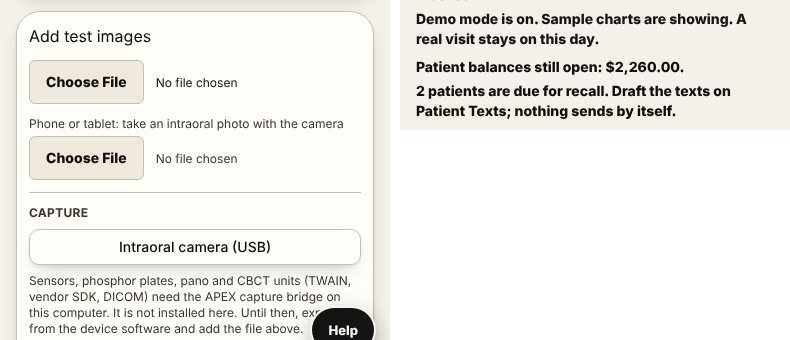 Add test images
Choose File No file chosen
Phone or tablet: take an intraoral photo with the camera
Choose File No file chosen
CAPTURE
Intraoral camera (USB)
Sensors, phosphor plates, pano and CBCT units (TWAIN,
vendor SDK, DICOM) need the APEX capture bridge on
this computer. It is not installed here. Until then,
from the device software and add the file above.
Help
Demo mode is on. Sample charts are showing. A
real visit stays on this day.
Patient balances still open: $2,260.00.
2 patients are due for recall. Draft the texts on
Patient Texts; nothing sends by itself.